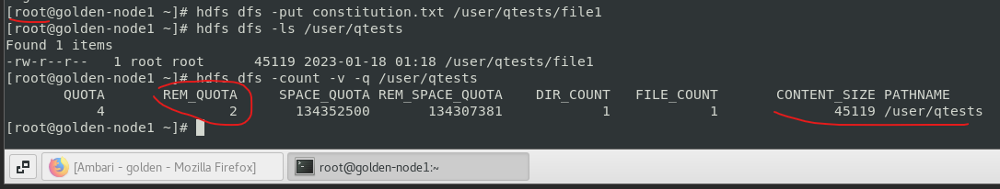 [root@golden-node1 ~]# hdfs dfs -put constitution.txt /user/qtests/file1
[root@golden-node1 ~]# hdfs dfs -ls /user/qtests
Found 1 items
-rw-r--r--   1 root root      45119 2023-01-18 01:18 /user/qtests/file1
[root@golden-node1 ~]# hdfs dfs -count -v -q /user/qtests
QUOTA REM_QUOTA SPACE_QUOTA REM_SPACE_QUOTA DIR_COUNT FILE_COUNT CONTENT_SIZE PATHNAME
4 2 134352500 134307381 1 1 45119 /user/qtests
[root@golden-node1 ~]#
[Ambari - golden - Mozilla Firefox] root@golden-node1:~